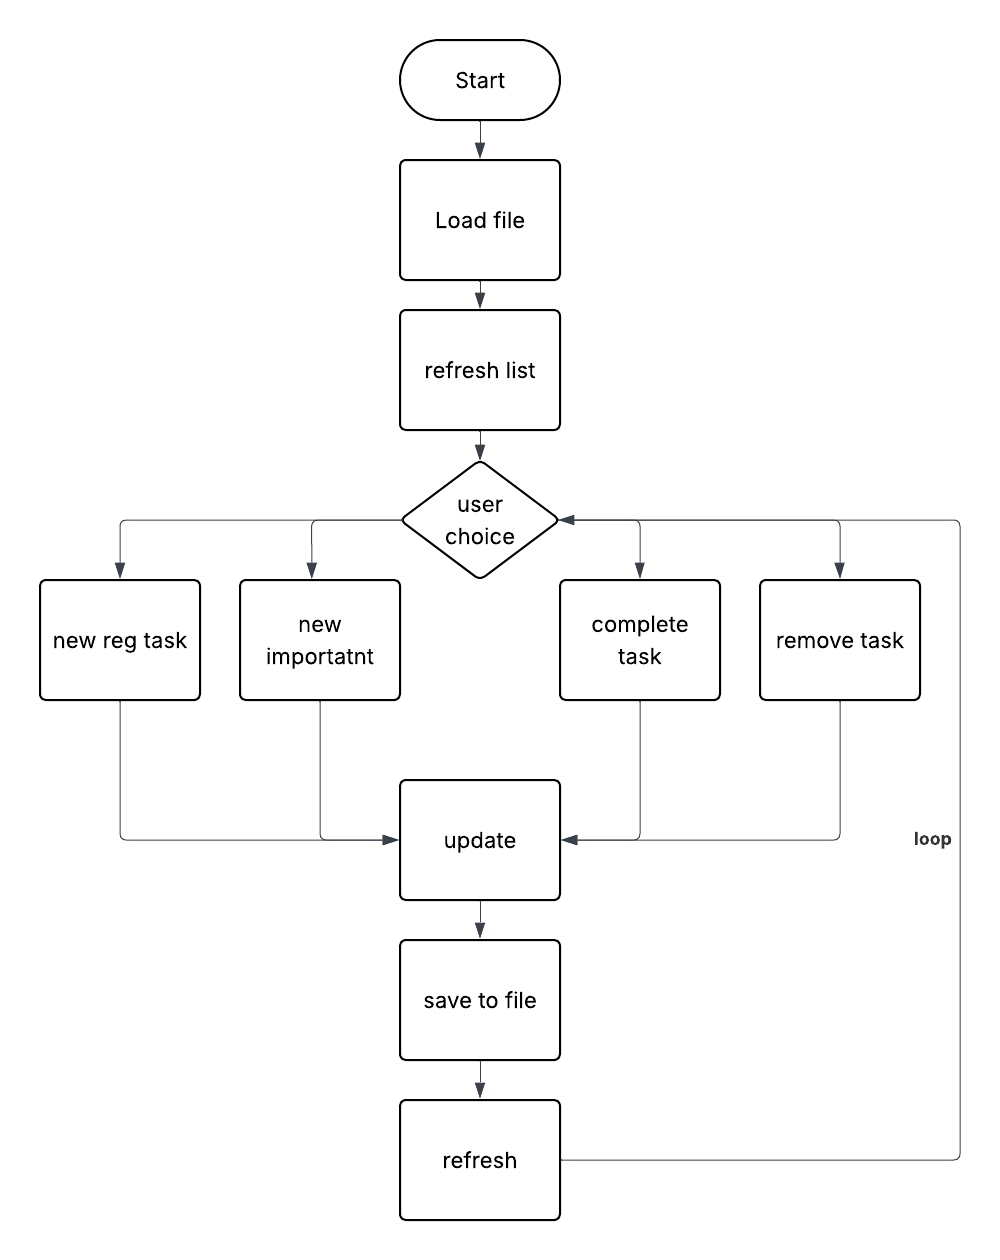 Start
Load file
refresh list
user
choice
new reg task
new
importatnt
complete
task
remove task
update
loop
save to file
refresh